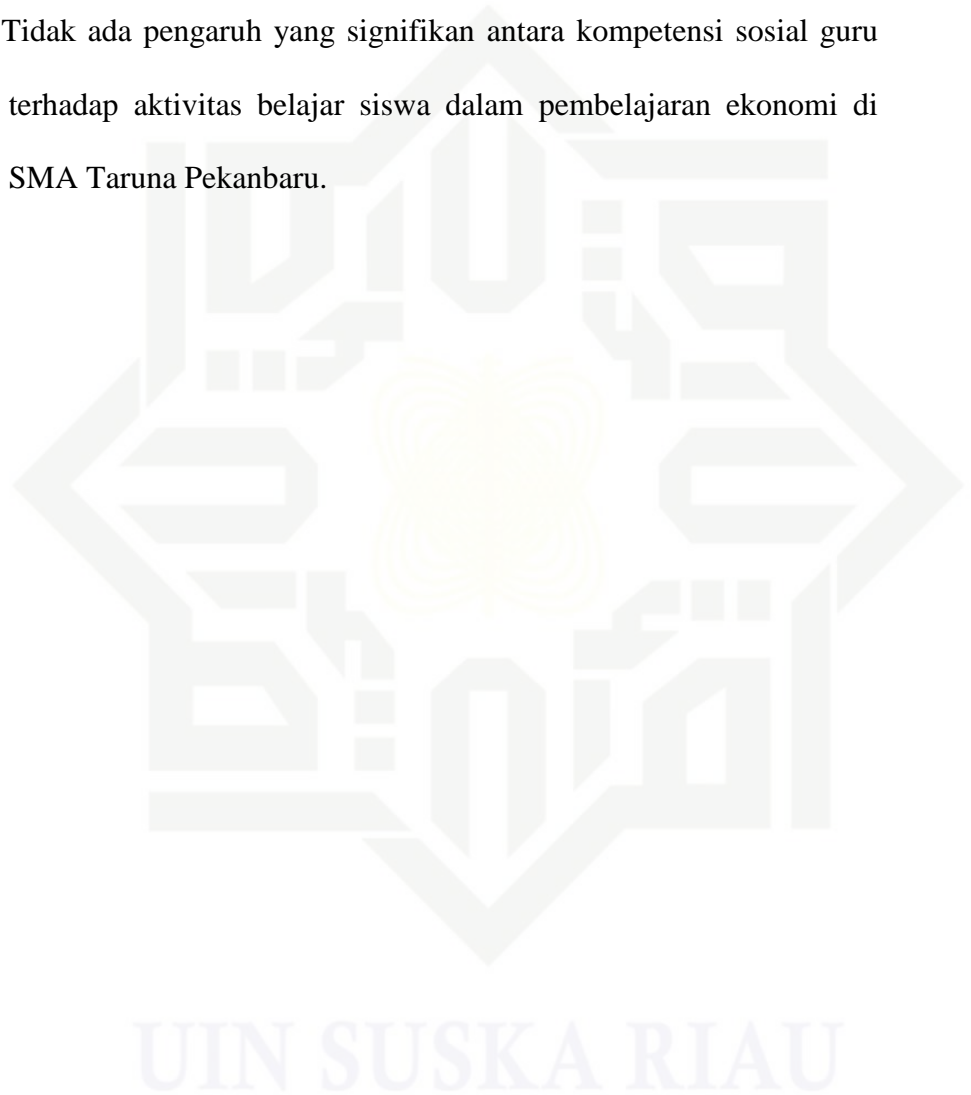 Tidak ada pengaruh yang signifikan antara kompetensi sosial guru
terhadap aktivitas belajar siswa dalam pembelajaran ekonomi di
SMA Taruna Pekanbaru.
UIN SUSKA RIAU